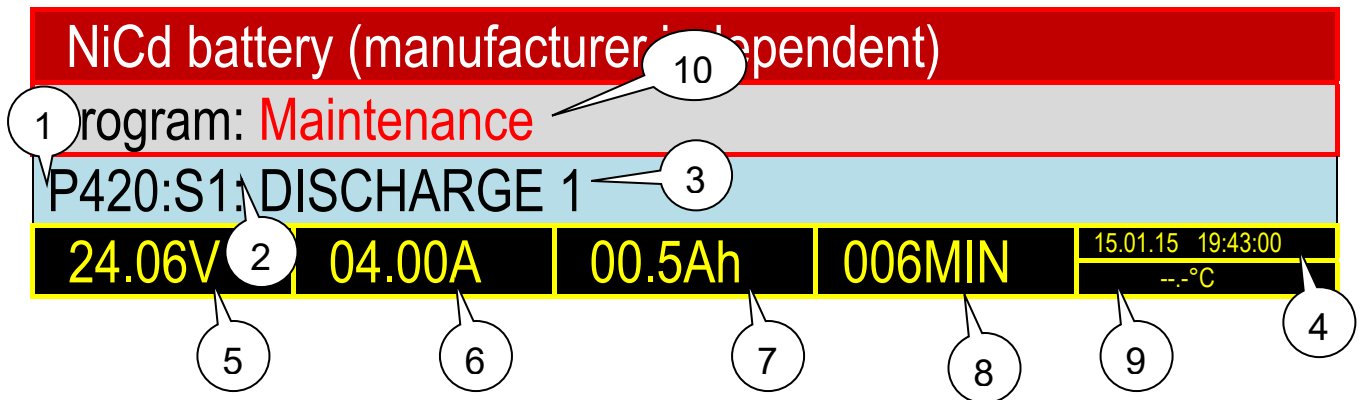 NiCd battery (manufacturer independent)
10
1 Program: Maintenance
P420:S1: DISCHARGE 1
3
24.06V 2 04.00A 00.5Ah 006MIN 15.01.15 19:43:00
--.-°C
4
5 6 7 8 9